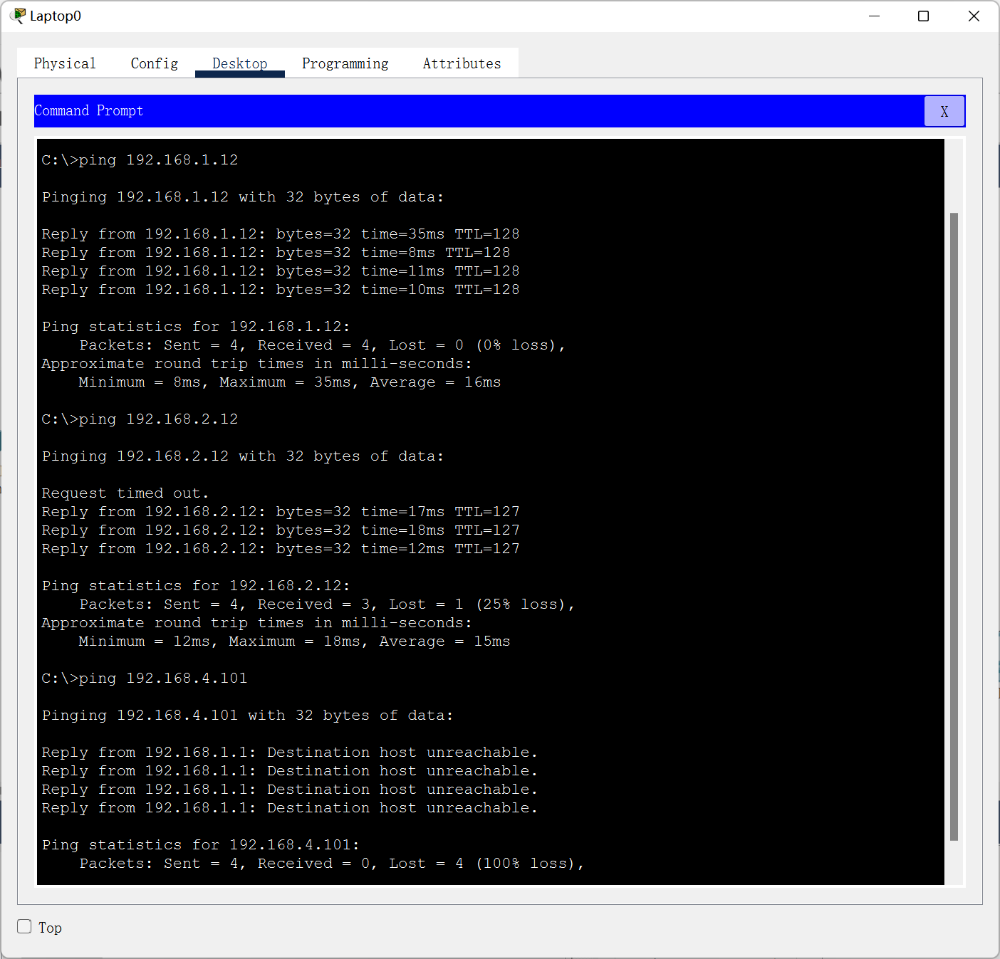 Laptop0
Physical Config Desktop Programming Attributes
Command Prompt X
C:\>ping 192.168.1.12
Pinging 192.168.1.12 with 32 bytes of data:
Reply from 192.168.1.12: bytes=32 time=35ms TTL=128
Reply from 192.168.1.12: bytes=32 time=8ms TTL=128
Reply from 192.168.1.12: bytes=32 time=11ms TTL=128
Reply from 192.168.1.12: bytes=32 time=10ms TTL=128
Ping statistics for 192.168.1.12:
    Packets: Sent = 4, Received = 4, Lost = 0 (0% loss),
Approximate round trip times in milli-seconds:
    Minimum = 8ms, Maximum = 35ms, Average = 16ms
C:\>ping 192.168.2.12
Pinging 192.168.2.12 with 32 bytes of data:
Request timed out.
Reply from 192.168.2.12: bytes=32 time=17ms TTL=127
Reply from 192.168.2.12: bytes=32 time=18ms TTL=127
Reply from 192.168.2.12: bytes=32 time=12ms TTL=127
Ping statistics for 192.168.2.12:
    Packets: Sent = 4, Received = 3, Lost = 1 (25% loss),
Approximate round trip times in milli-seconds:
    Minimum = 12ms, Maximum = 18ms, Average = 15ms
C:\>ping 192.168.4.101
Pinging 192.168.4.101 with 32 bytes of data:
Reply from 192.168.1.1: Destination host unreachable.
Reply from 192.168.1.1: Destination host unreachable.
Reply from 192.168.1.1: Destination host unreachable.
Reply from 192.168.1.1: Destination host unreachable.
Ping statistics for 192.168.4.101:
    Packets: Sent = 4, Received = 0, Lost = 4 (100% loss),
Top